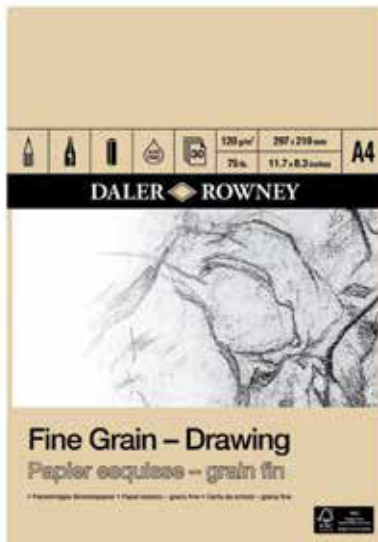 30
120 g/m² 297 x 210 mm A4
75 lb. 11.7 x 8.3 inches
DALER ROWNEY
Fine Grain – Drawing
Papier esquisse – grain fin
FSC